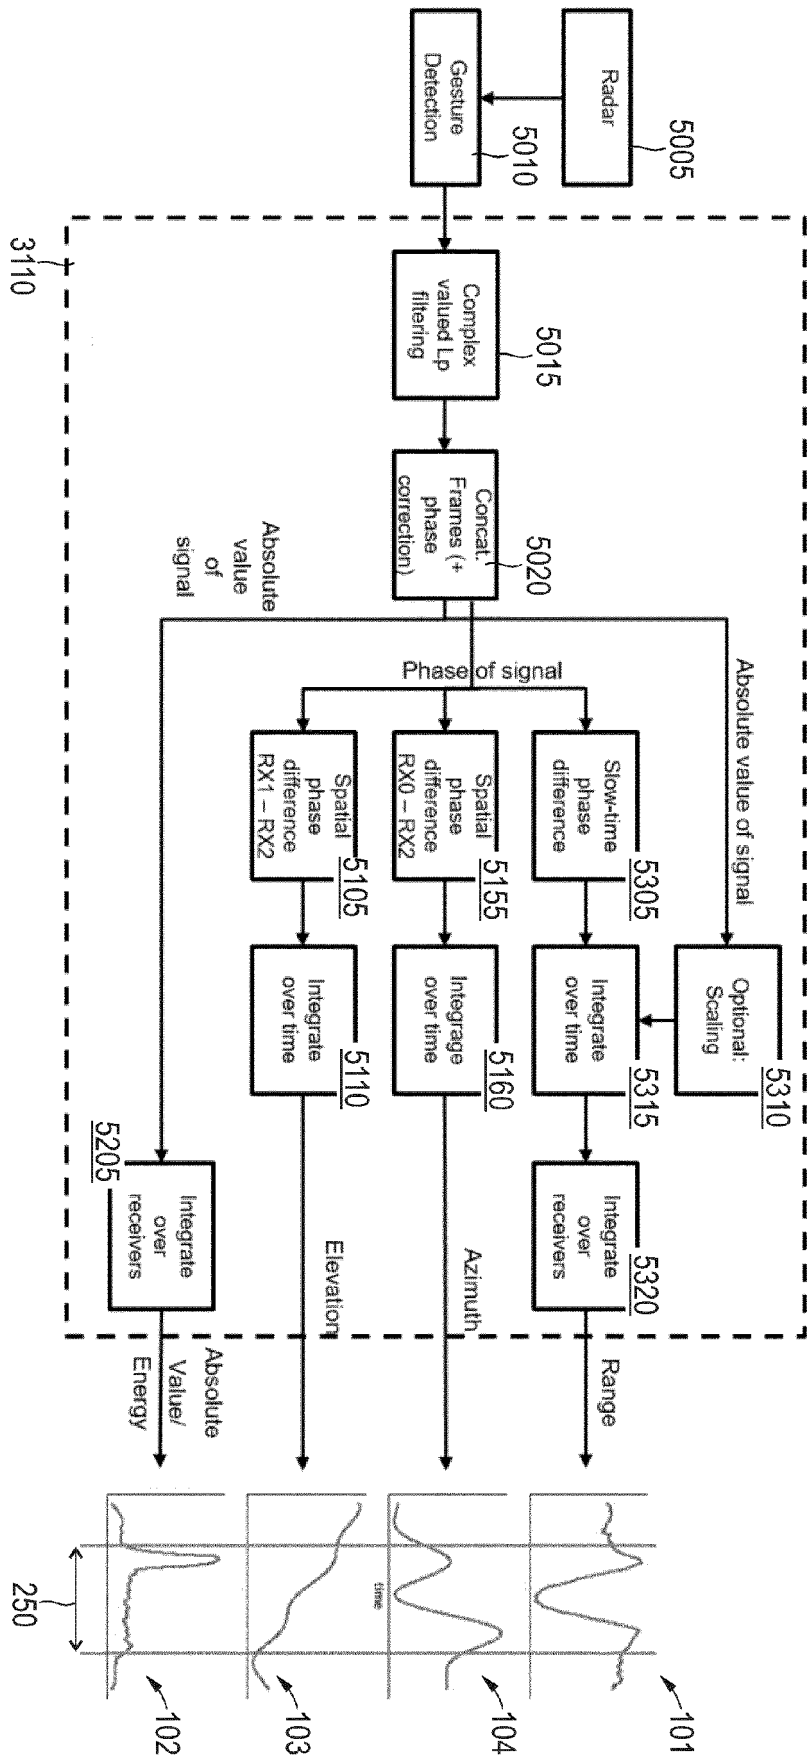 Radar
5005
Gesture
Detection
5010
3110
Complex
valued Lp
filtering
5015
Concat.
Frames (+
phase
correction)
5020
Absolute value of signal
Phase of signal
Absolute
value
of
signal
Optional:
Scaling
5310
Slow-time
phase
difference
5305
Integrate
over time
5315
Integrate
over
receivers
5320
Range
101
Spatial
phase
difference
RX0 – RX2
5155
Integrage
over time
5160
Azimuth
time
104
Spatial
phase
difference
RX1 – RX2
5105
Integrate
over time
5110
Elevation
103
Integrate
over
receivers
5205
Absolute
Value/
Energy
102
250